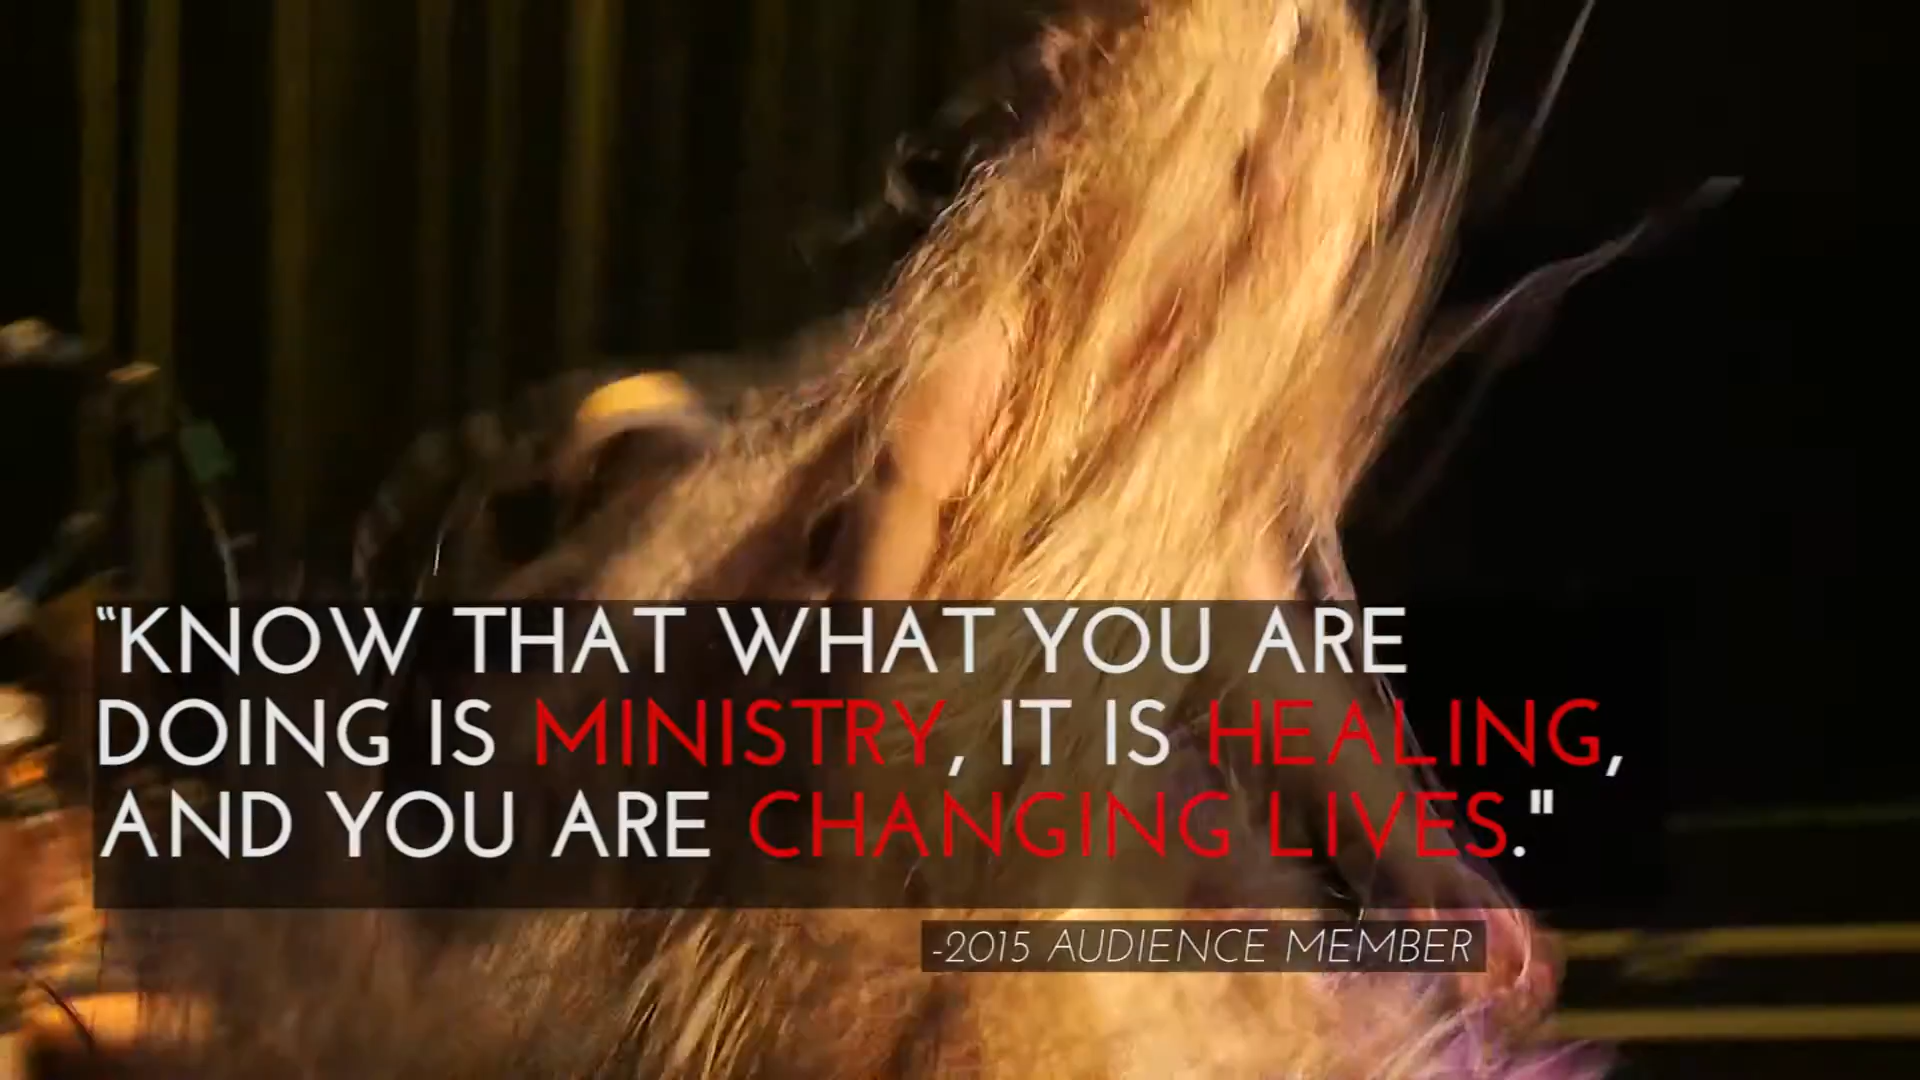 “KNOW THAT WHAT YOU ARE
DOING IS MINISTRY, IT IS HEALING,
AND YOU ARE CHANGING LIVES."
-2015 AUDIENCE MEMBER